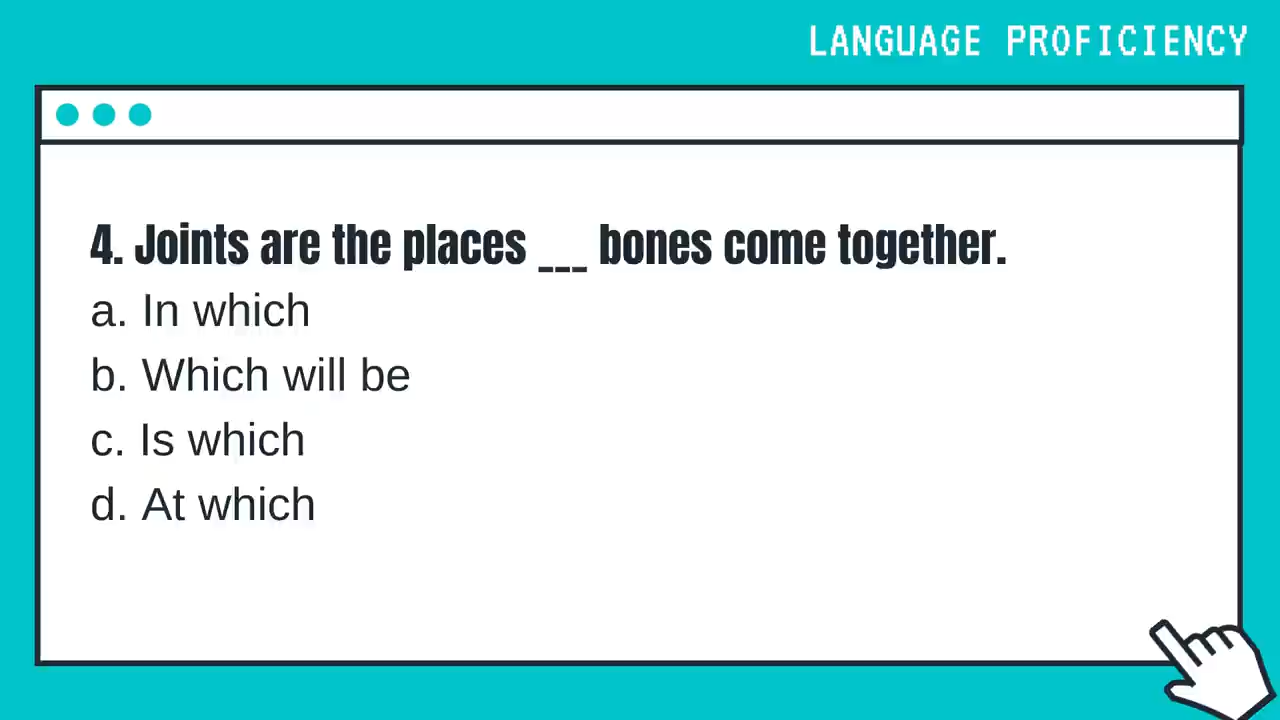 LANGUAGE PROFICIENCY
4. Joints are the places ___ bones come together.
a. In which
b. Which will be
c. Is which
d. At which